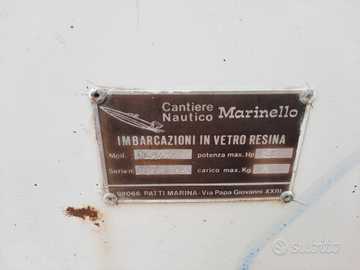 Cantiere
Nautico Marinello
IMBARCAZIONI IN VETRO RESINA
Mod. potenza max. Hp
Serie n. carico max. Kg
98066 PATTI MARINA - Via Papa Giovanni XXIII
subito